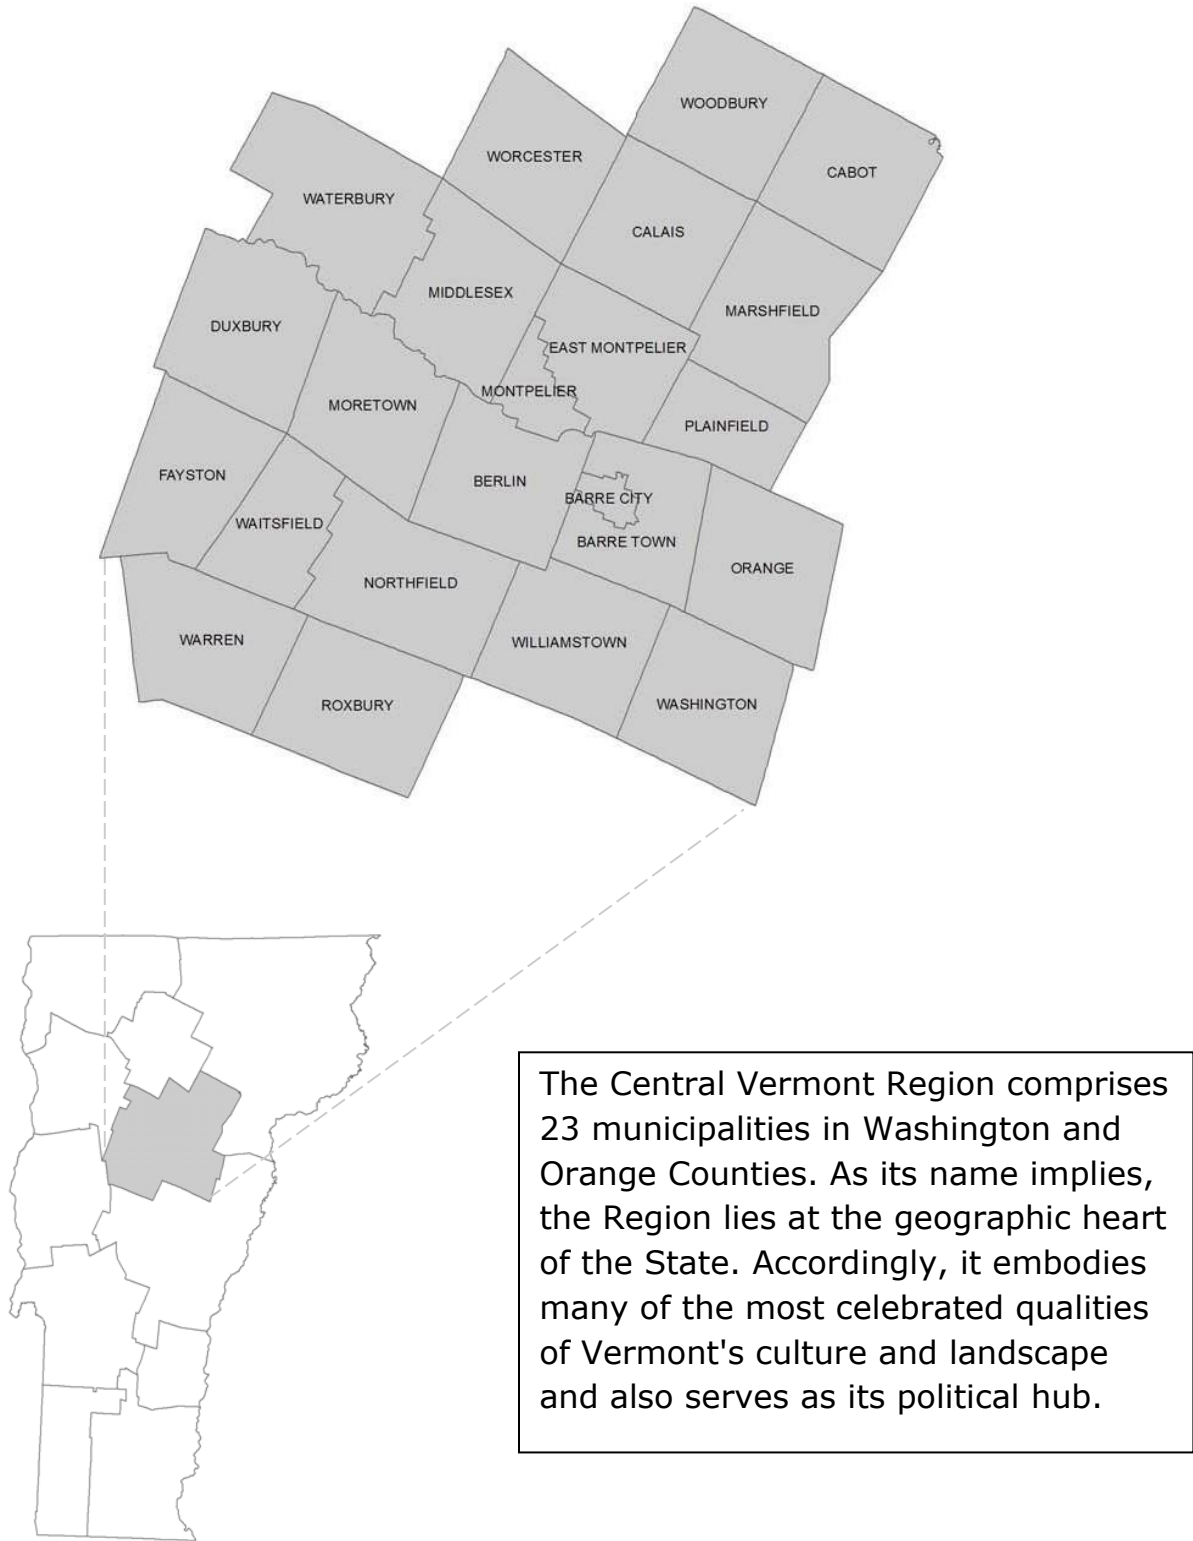 WOODBURY
WORCESTER
CABOT
WATERBURY
CALAIS
MIDDLESEX
MARSHFIELD
DUXBURY
EAST MONTPELIER
MONTPELIER
MORETOWN
PLAINFIELD
FAYSTON
BERLIN
BARRE CITY
WAITSFIELD
BARRE TOWN
ORANGE
NORTHFIELD
WARREN
WILLIAMSTOWN
ROXBURY
WASHINGTON
The Central Vermont Region comprises
23 municipalities in Washington and
Orange Counties. As its name implies,
the Region lies at the geographic heart
of the State. Accordingly, it embodies
many of the most celebrated qualities
of Vermont's culture and landscape
and also serves as its political hub.